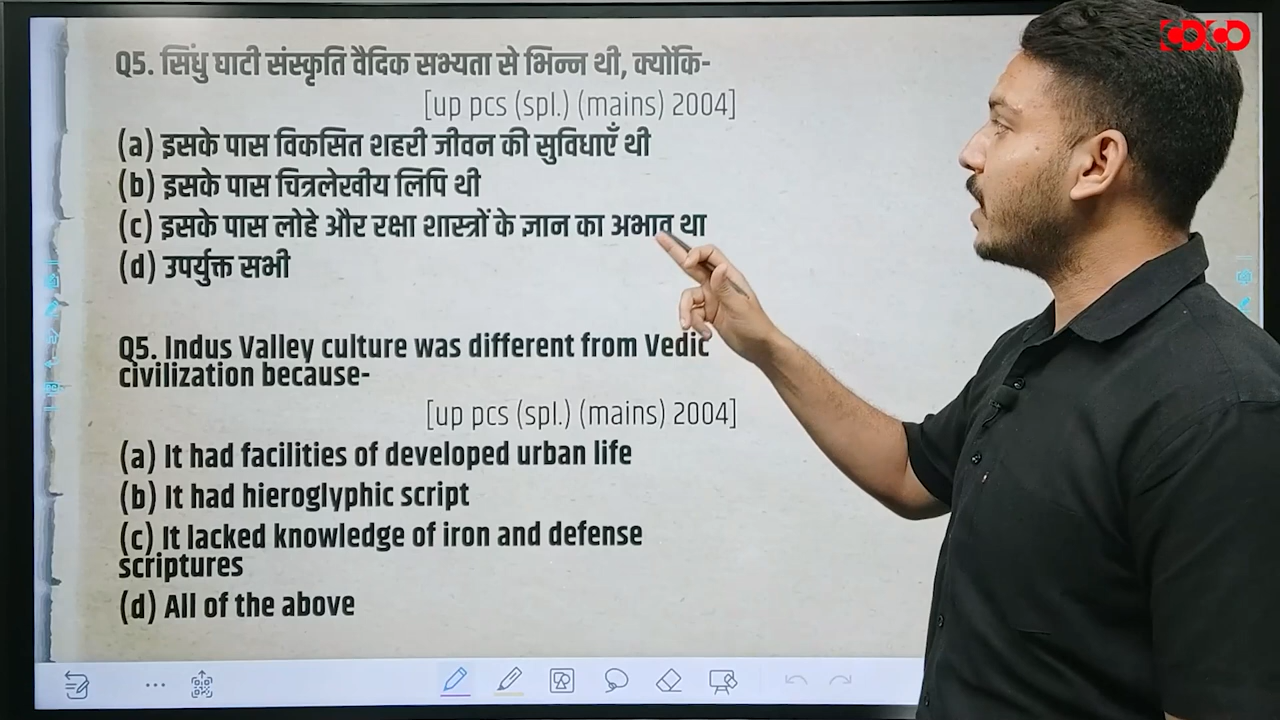 Q5. सिंधु घाटी संस्कृति वैदिक सभ्यता से भिन्न थी, क्योंकि-
[up pcs (spl.) (mains) 2004]
(a) इसके पास विकसित शहरी जीवन की सुविधाएँ थी
(b) इसके पास चित्रलेखीय लिपि थी
(c) इसके पास लोहे और रक्षा शास्त्रों के ज्ञान का अभाव था
(d) उपर्युक्त सभी
Q5. Indus Valley culture was different from Vedic
civilization because-
[up pcs (spl.) (mains) 2004]
(a) It had facilities of developed urban life
(b) It had hieroglyphic script
(c) It lacked knowledge of iron and defense
scriptures
(d) All of the above